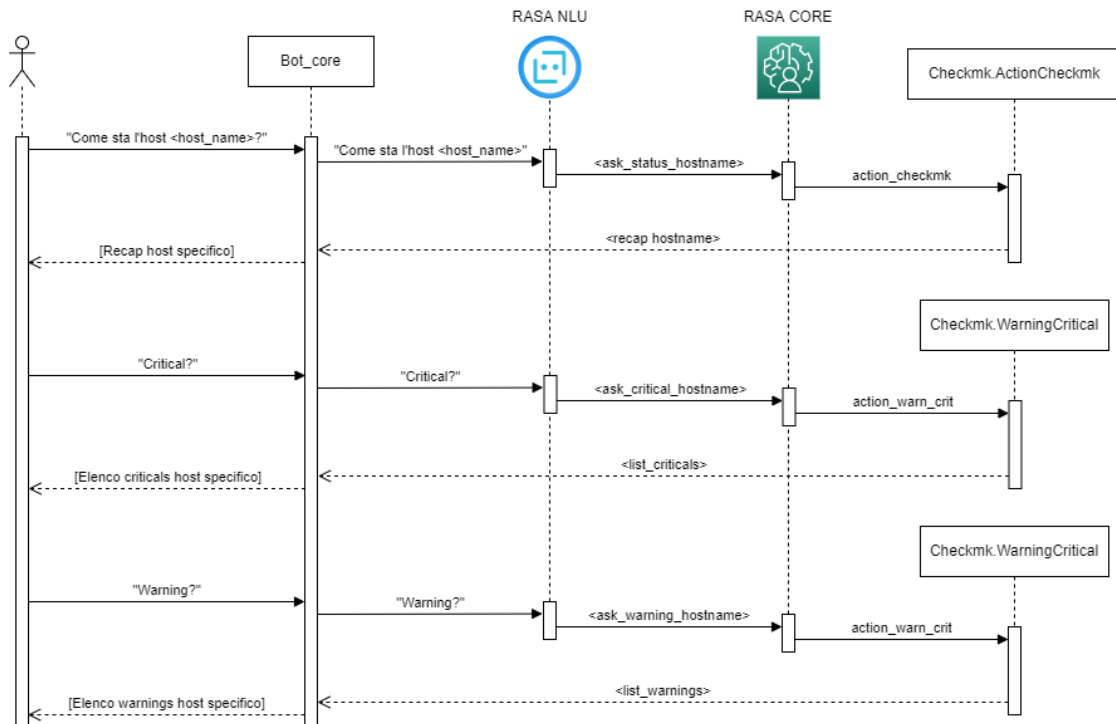 RASA NLU
RASA CORE
Bot_core
Checkmk.ActionCheckmk
"Come sta l'host <host_name>?"
"Come sta l'host <host_name>"
<ask_status_hostname>
action_checkmk
<recap hostname>
[Recap host specifico]
Checkmk.WarningCritical
"Critical?"
"Critical?"
<ask_critical_hostname>
action_warn_crit
<list_criticals>
[Elenco criticals host specifico]
Checkmk.WarningCritical
"Warning?"
"Warning?"
<ask_warning_hostname>
action_warn_crit
<list_warnings>
[Elenco warnings host specifico]